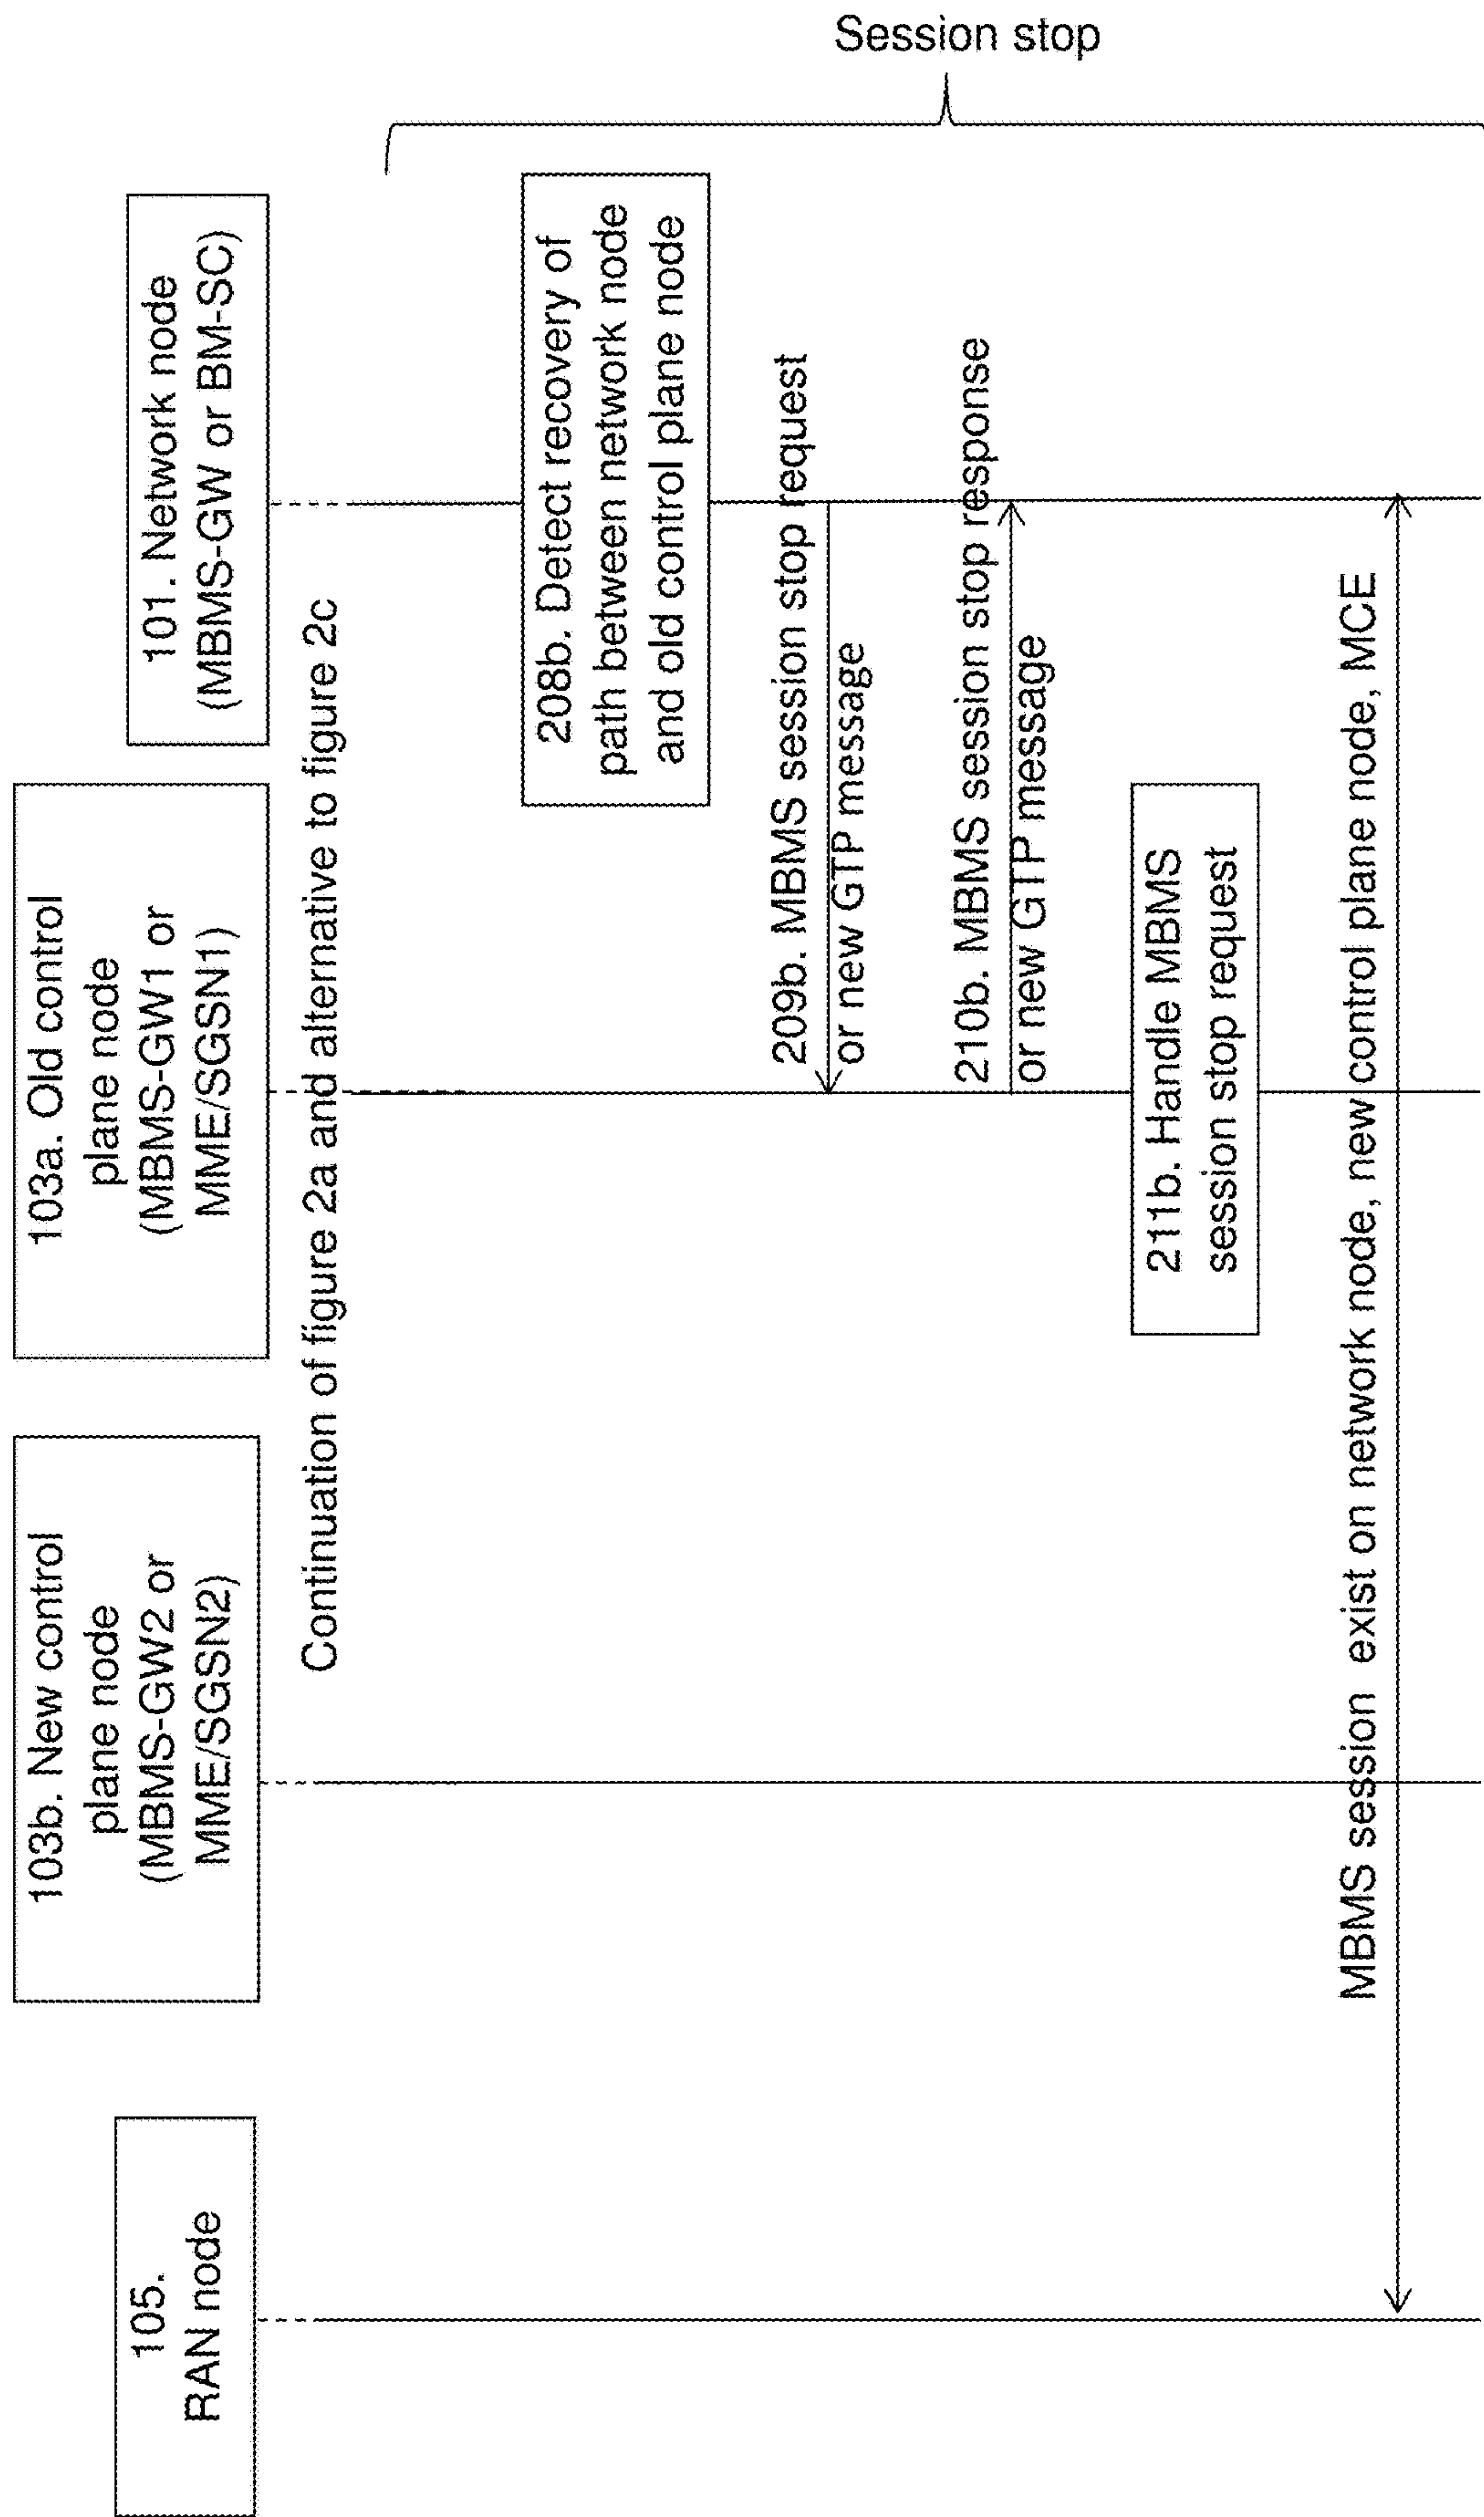 105.
RAN node
103b. New control
plane node
(MBMS-GW2 or
MME/SGSN2)
103a. Old control
plane node
(MBMS-GW1 or
MME/SGSN1)
101. Network node
(MBMS-GW or BM-SC)
Continuation of figure 2a and alternative to figure 2c
Session stop
208b. Detect recovery of
path between network node
and old control plane node
209b. MBMS session stop request
or new GTP message
210b. MBMS session stop response
or new GTP message
211b. Handle MBMS
session stop request
MBMS session exist on network node, new control plane node, MCE